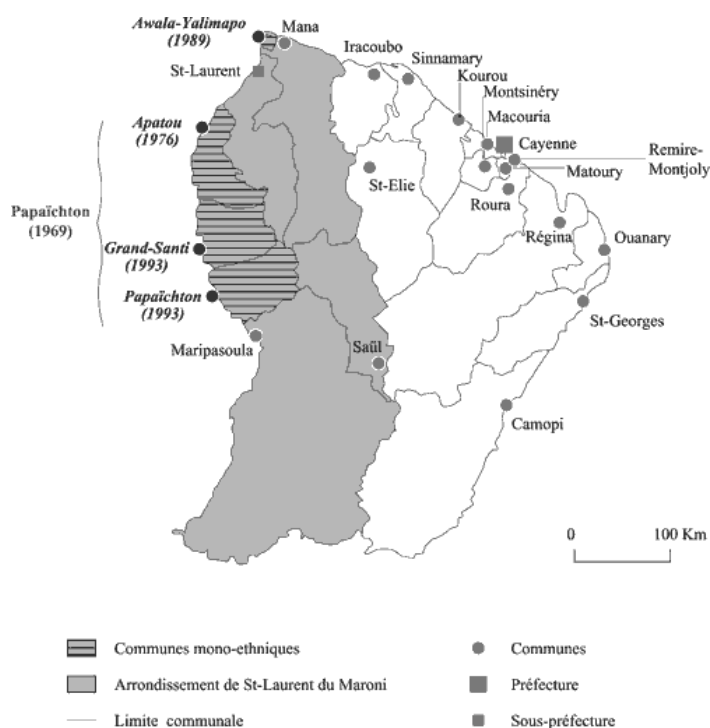 Awala-Yalimapo
(1989)
Mana
St-Laurent
Iracoubo
Sinnamary
Kourou
Montsinéry
Macouria
Cayenne
Remire-
Montjoly
Matoury
Apatou
(1976)
St-Elie
Roura
Papaïchton
(1969)
Régina
Ouanary
Grand-Santi
(1993)
Papaïchton
(1993)
St-Georges
Maripasoula
Saül
Camopi
0 100 Km
Communes mono-ethniques
Communes
Arrondissement de St-Laurent du Maroni
Préfecture
Limite communale
Sous-préfecture